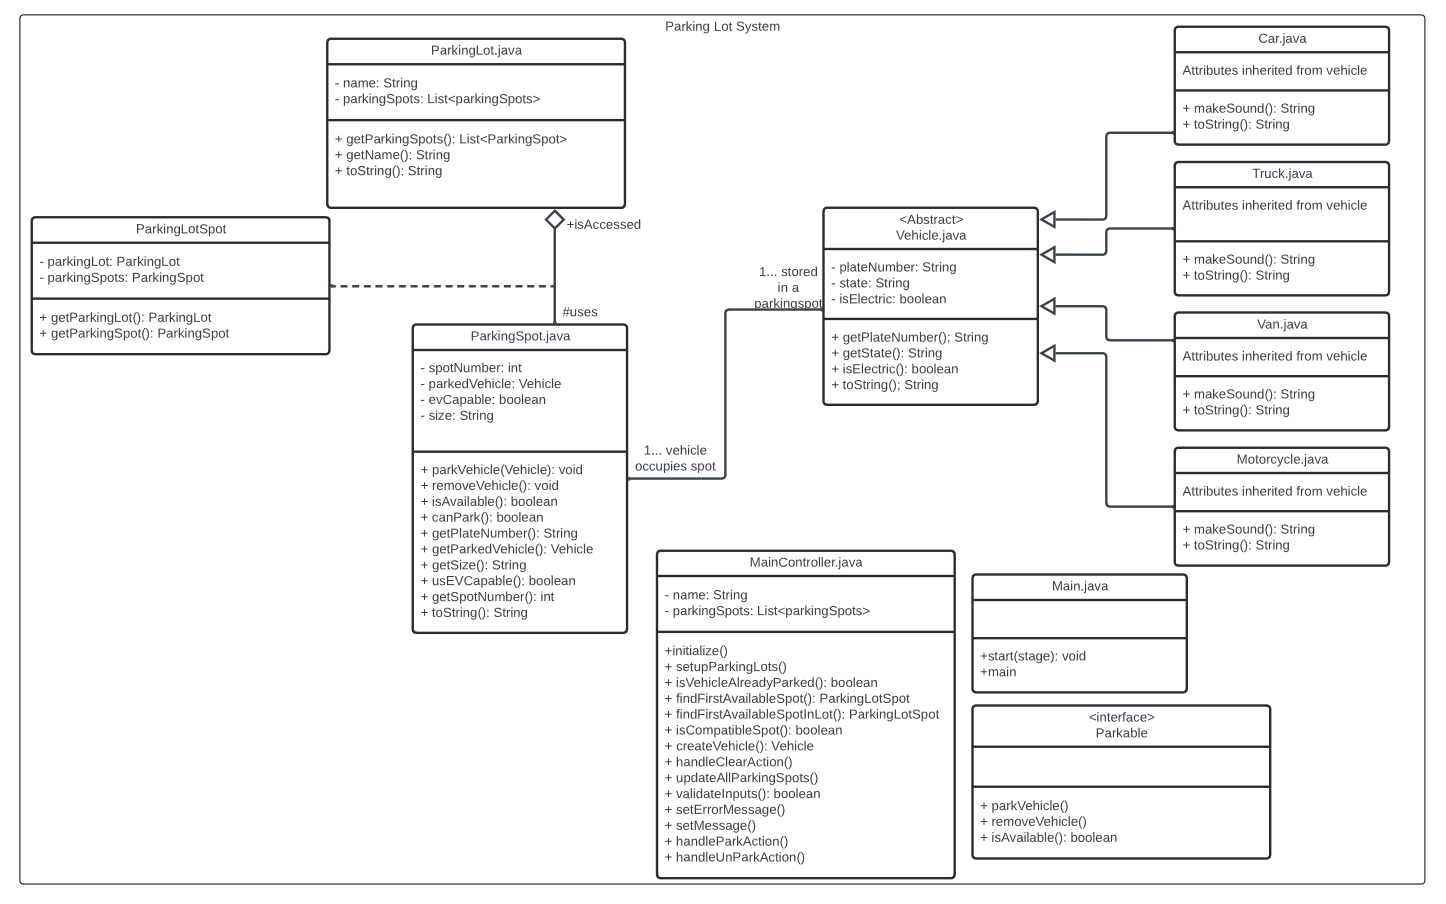 Parking Lot System
ParkingLot.java
- name: String
- parkingSpots: List<parkingSpots>
+ getParkingSpots(): List<ParkingSpot>
+ getName(): String
+ toString(): String
+isAccessed
#uses
ParkingLotSpot
- parkingLot: ParkingLot
- parkingSpots: ParkingSpot
+ getParkingLot(): ParkingLot
+ getParkingSpot(): ParkingSpot
ParkingSpot.java
- spotNumber: int
- parkedVehicle: Vehicle
- evCapable: boolean
- size: String
+ parkVehicle(Vehicle): void
+ removeVehicle(): void
+ isAvailable(): boolean
+ canPark(): boolean
+ getPlateNumber(): String
+ getParkedVehicle(): Vehicle
+ getSize(): String
+ usEVCapable(): boolean
+ getSpotNumber(): int
+ toString(): String
1... vehicle
occupies spot
1... stored
in a
parkingspot
<Abstract>
Vehicle.java
- plateNumber: String
- state: String
- isElectric: boolean
+ getPlateNumber(); String
+ getState(): String
+ isElectric(): boolean
+ toString(); String
Car.java
Attributes inherited from vehicle
+ makeSound(): String
+ toString(): String
Truck.java
Attributes inherited from vehicle
+ makeSound(): String
+ toString(): String
Van.java
Attributes inherited from vehicle
+ makeSound(): String
+ toString(): String
Motorcycle.java
Attributes inherited from vehicle
+ makeSound(): String
+ toString(): String
MainController.java
- name: String
- parkingSpots: List<parkingSpots>
+initialize()
+ setupParkingLots()
+ isVehicleAlreadyParked(): boolean
+ findFirstAvailableSpot(): ParkingLotSpot
+ findFirstAvailableSpotInLot(): ParkingLotSpot
+ isCompatibleSpot(): boolean
+ createVehicle(): Vehicle
+ handleClearAction()
+ updateAllParkingSpots()
+ validateInputs(): boolean
+ setErrorMessage()
+ setMessage()
+ handleParkAction()
+ handleUnParkAction()
Main.java
+start(stage): void
+main
<interface>
Parkable
+ parkVehicle()
+ removeVehicle()
+ isAvailable(): boolean